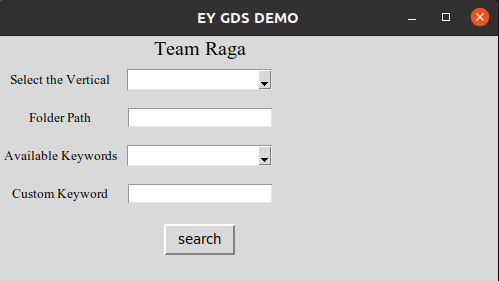 EY GDS DEMO
Team Raga
Select the Vertical
Folder Path
Available Keywords
Custom Keyword
search